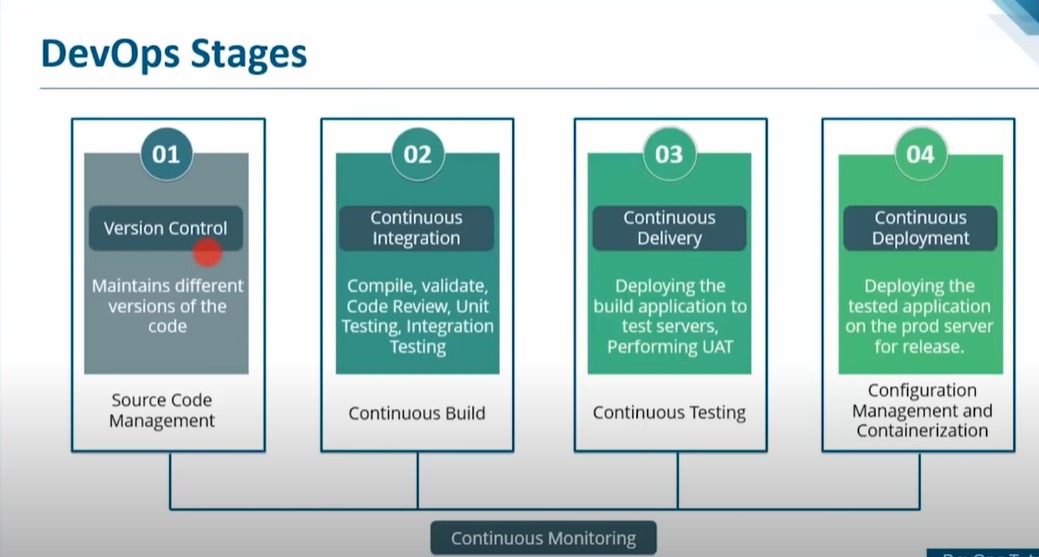 DevOps Stages
01
Version Control
Maintains different
versions of the
code
Source Code
Management
02
Continuous
Integration
Compile, validate,
Code Review, Unit
Testing, Integration
Testing
Continuous Build
03
Continuous
Delivery
Deploying the
build application to
test servers,
Performing UAT
Continuous Testing
04
Continuous
Deployment
Deploying the
tested application
on the prod server
for release.
Configuration
Management and
Containerization
Continuous Monitoring